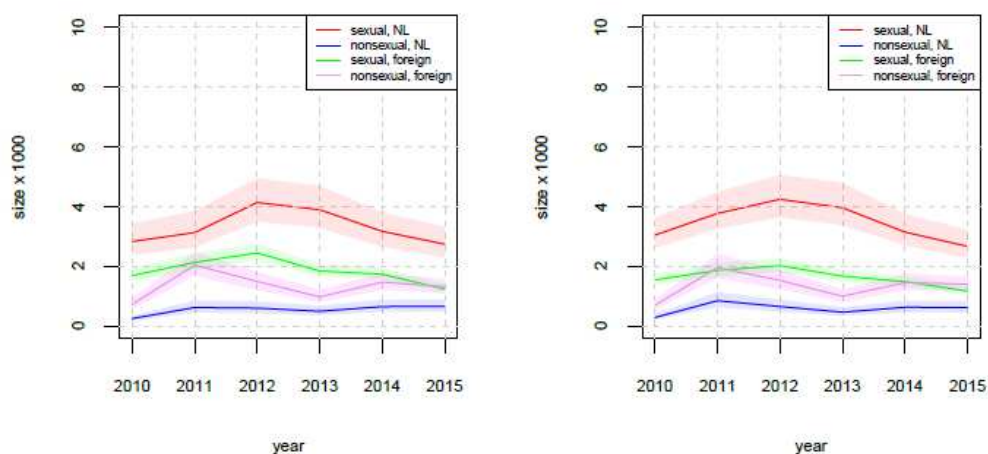 sexual, NL
nonsexual, NL
sexual, foreign
nonsexual, foreign
10
8
6
4
2
0
size x 1000
2010 2011 2012 2013 2014 2015
year
sexual, NL
nonsexual, NL
sexual, foreign
nonsexual, foreign
10
8
6
4
2
0
size x 1000
2010 2011 2012 2013 2014 2015
year